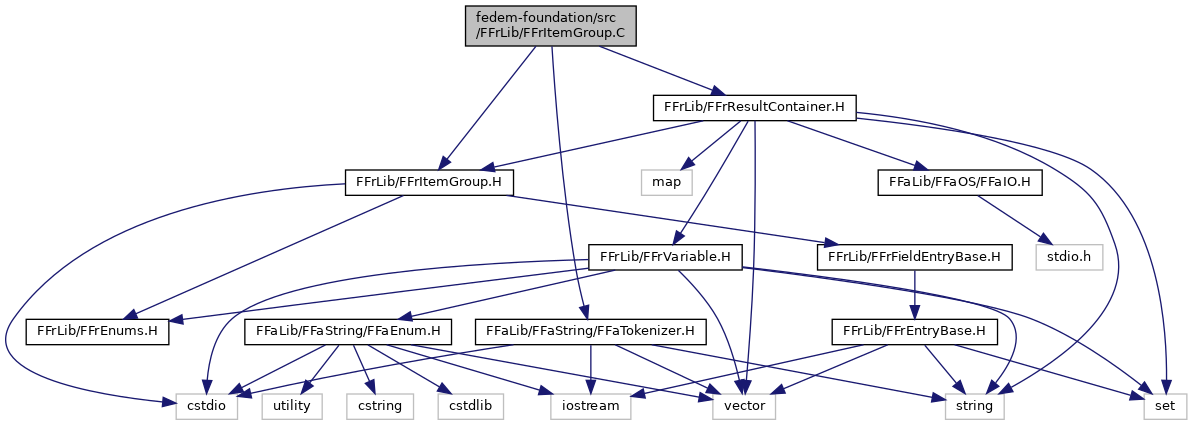 fedem-foundation/src
/FFrLib/FFrItemGroup.C
FFrLib/FFrResultContainer.H
FFrLib/FFrItemGroup.H
map
FFaLib/FFaOS/FFaIO.H
FFrLib/FFrVariable.H
FFrLib/FFrFieldEntryBase.H
stdio.h
FFrLib/FFrEnums.H
FFaLib/FFaString/FFaEnum.H
FFaLib/FFaString/FFaTokenizer.H
FFrLib/FFrEntryBase.H
cstdio
utility
cstring
cstdlib
iostream
vector
string
set